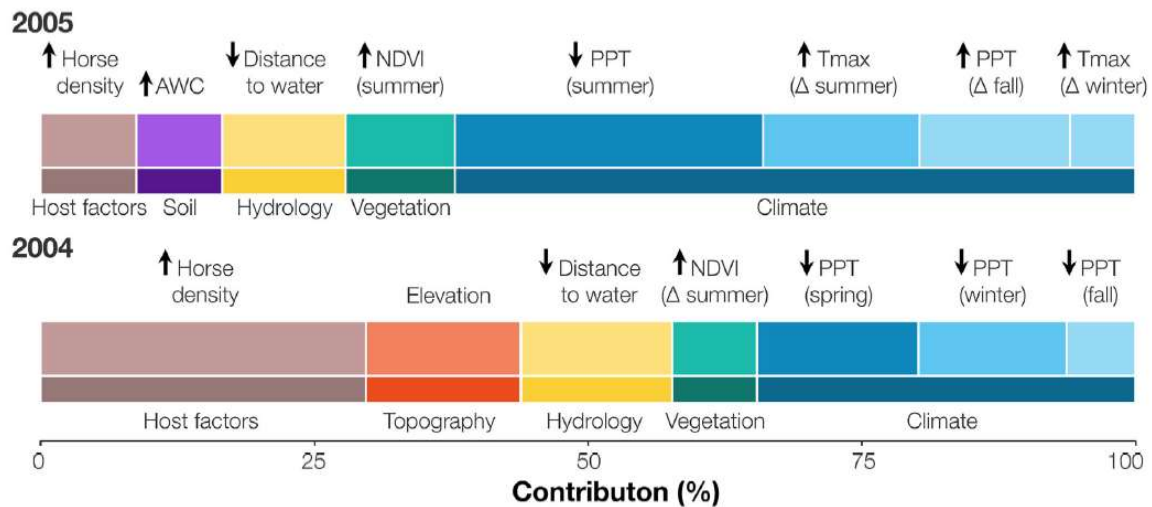 2005
↑ Horse density
↑ AWC
↓ Distance to water
↑ NDVI (summer)
↓ PPT (summer)
↑ Tmax (Δ summer)
↑ PPT (Δ fall)
↑ Tmax (Δ winter)
Host factors Soil Hydrology Vegetation Climate
2004
↑ Horse density
Elevation
↓ Distance to water
↑ NDVI (Δ summer)
↓ PPT (spring)
↓ PPT (winter)
↓ PPT (fall)
Host factors Topography Hydrology Vegetation Climate
0 25 50 75 100
Contributon (%)